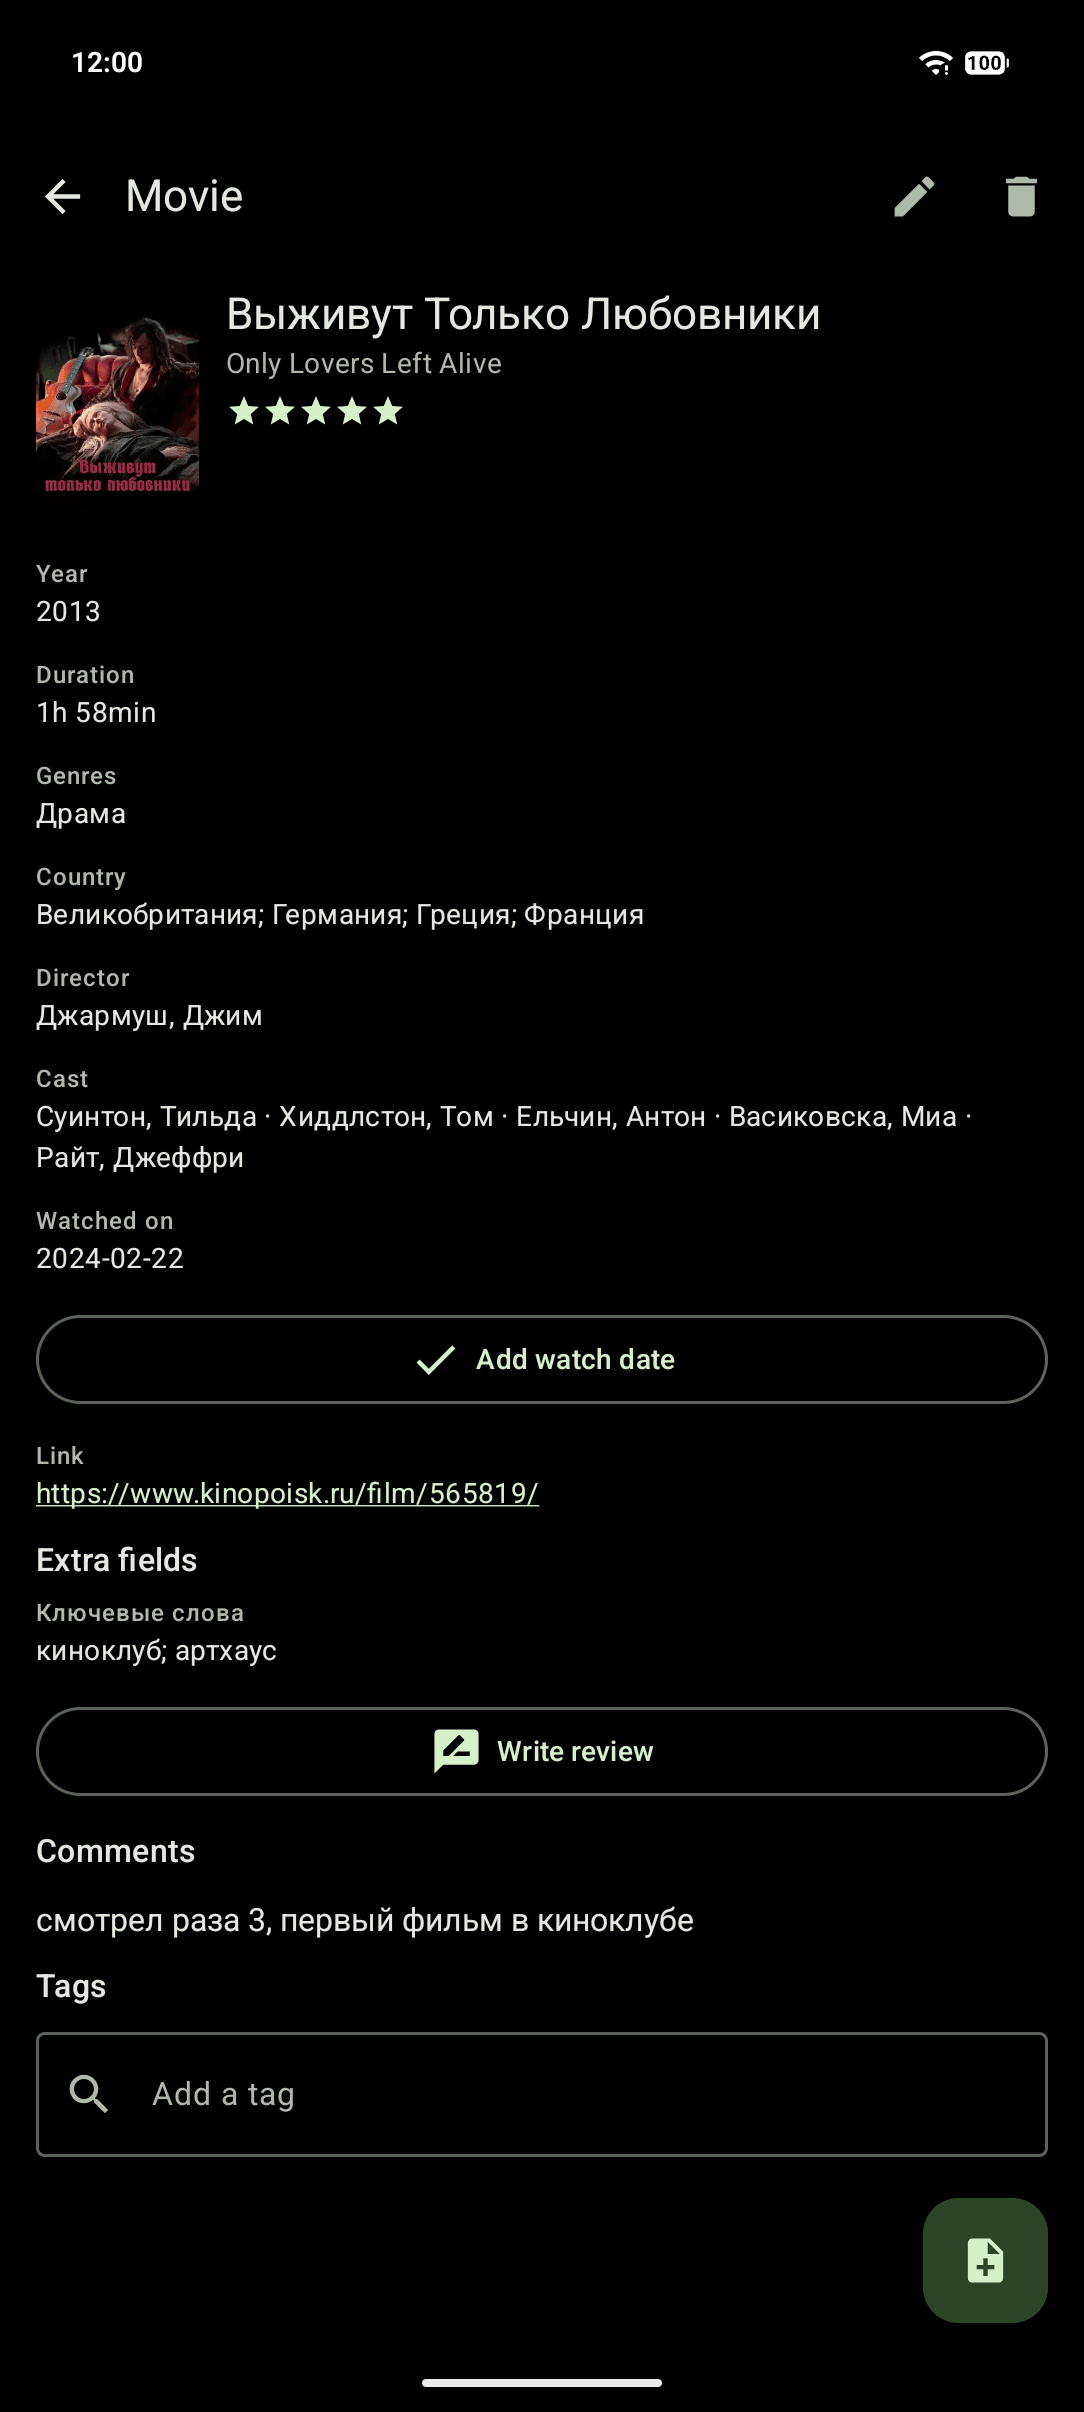 12:00
100
Movie
Выживут Только Любовники
Only Lovers Left Alive
Выживут
только любовники
Year
2013
Duration
1h 58min
Genres
Драма
Country
Великобритания; Германия; Греция; Франция
Director
Джармуш, Джим
Cast
Суинтон, Тильда · Хиддлстон, Том · Ельчин, Антон · Васиковска, Миа ·
Райт, Джеффри
Watched on
2024-02-22
Add watch date
Link
https://www.kinopoisk.ru/film/565819/
Extra fields
Ключевые слова
киноклуб; артхаус
Write review
Comments
смотрел раза 3, первый фильм в киноклубе
Tags
Add a tag